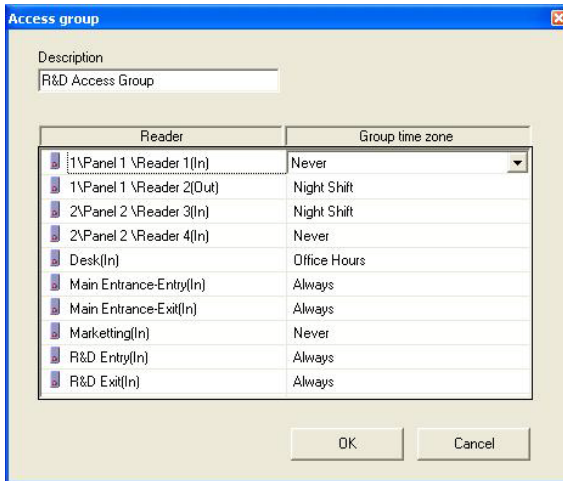 Access group
Description
R&D Access Group
Reader Group time zone
1\Panel 1 \Reader 1(In) Never
1\Panel 1 \Reader 2(Out) Night Shift
2\Panel 2 \Reader 3(In) Night Shift
2\Panel 2 \Reader 4(In) Never
Desk(In) Office Hours
Main Entrance-Entry(In) Always
Main Entrance-Exit(In) Always
Marketting(In) Never
R&D Entry(In) Always
R&D Exit(In) Always
OK Cancel